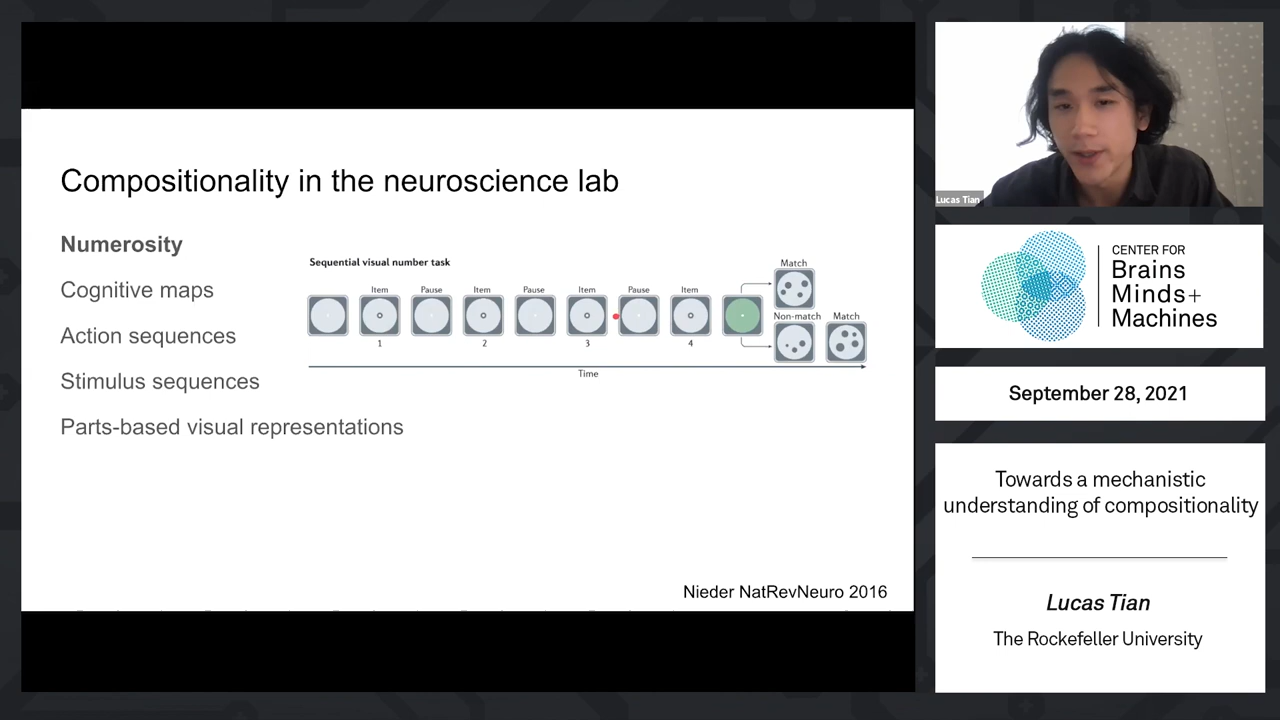 Compositionality in the neuroscience lab
Numerosity
Cognitive maps
Action sequences
Stimulus sequences
Parts-based visual representations
Sequential visual number task
Item Pause Item Pause Item Pause Item
1 2 3 4
Match
Non-match Match
Time
Nieder NatRevNeuro 2016
Lucas Tian
CENTER FOR
Brains
Minds+
Machines
September 28, 2021
Towards a mechanistic
understanding of compositionality
Lucas Tian
The Rockefeller University